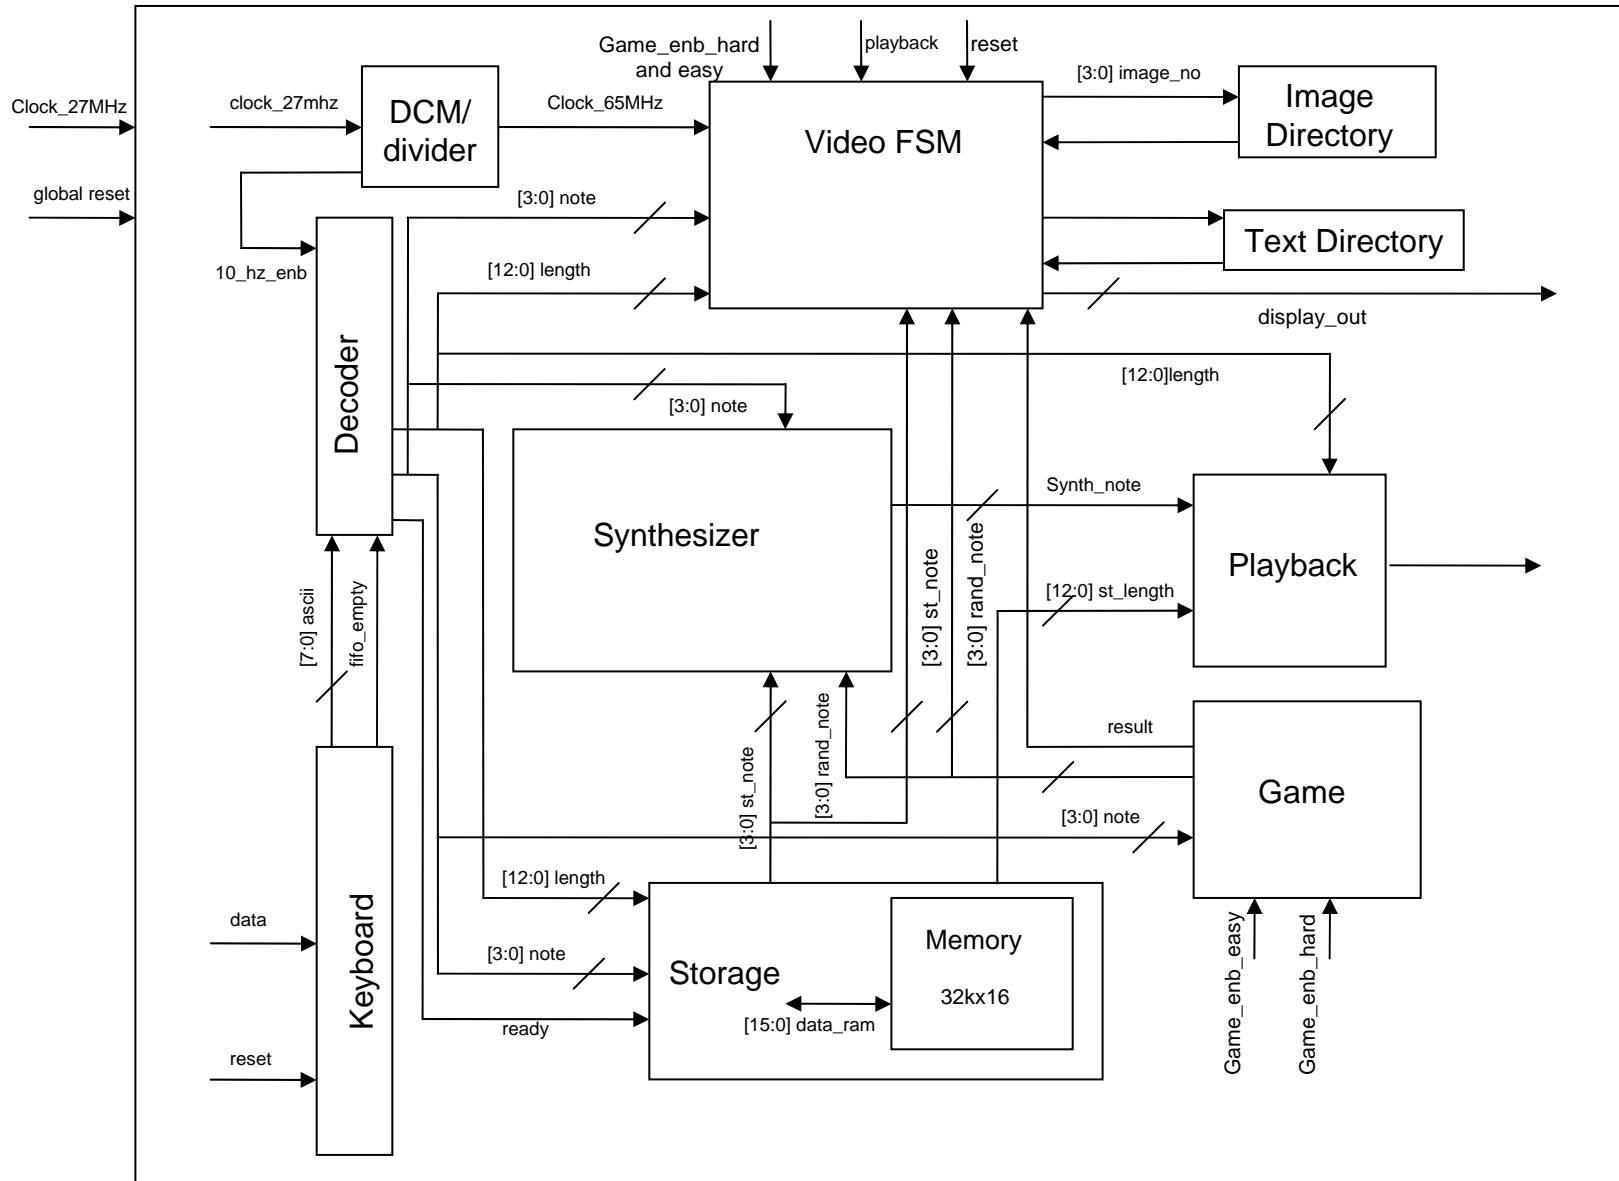 Game_enb_hard
and easy
playback
reset
[3:0] image_no
Image
Directory
Clock_27MHz
clock_27mhz
DCM/
divider
Clock_65MHz
Video FSM
global reset
[3:0] note
10_hz_enb
[12:0] length
Text Directory
display_out
Decoder
[3:0] note
[12:0]length
Synthesizer
Synth_note
[3:0] st_note
[3:0] rand_note
[12:0] st_length
Playback
[7:0] ascii
fifo_empty
[3:0] st_note
[3:0] rand_note
result
Game
[3:0] note
Keyboard
data
reset
[12:0] length
[3:0] note
ready
Storage
Memory
32kx16
[15:0] data_ram
Game_enb_easy
Game_enb_hard